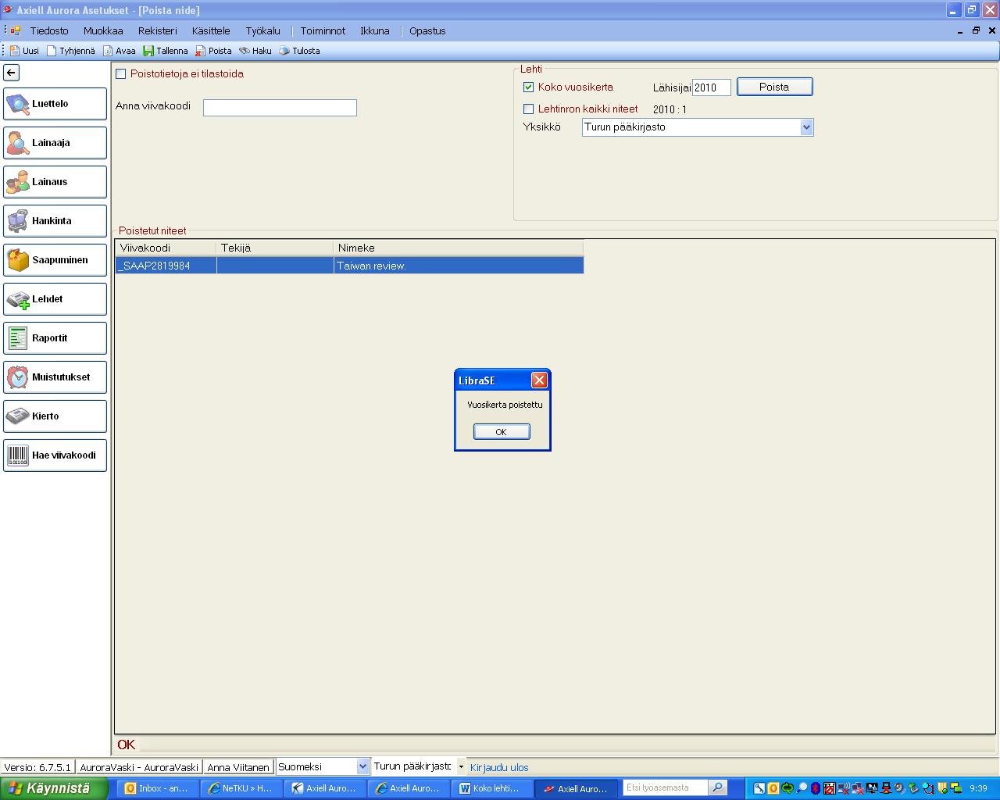 Axiell Aurora Asetukset - [Poista nide]
Tiedosto Muokkaa Rekisteri Käsittele Työkalu Toiminnot Ikkuna Opastus
Uusi Tyhjennä Avaa Tallenna Poista Haku Tulosta
Luettelo
Lainaaja
Lainaus
Hankinta
Saapuminen
Lehdet
Raportit
Muistutukset
Kierto
Hae viivakoodi
Poistotietoja ei tilastoida
Anna viivakoodi
Lehti
Koko vuosikerta Lähisijai 2010 Poista
Lehtinron kaikki niteet 2010 : 1
Yksikkö Turun pääkirjasto
Poistetut niteet
Viivakoodi Tekijä Nimeke
_SAAP2819984 Taiwan review.
LibraSE
Vuosikerta poistettu
OK
OK
Versio: 6.7.5.1 AuroraVaski - AuroraVaski Anna Viitanen Suomeksi Turun pääkirjastc Kirjaudu ulos
Käynnistä Inbox - an... NeTKU » H... Axiell Auro... Axiell Auro... Koko lehti... Axiell Auro... Etsi työasemasta 9:39